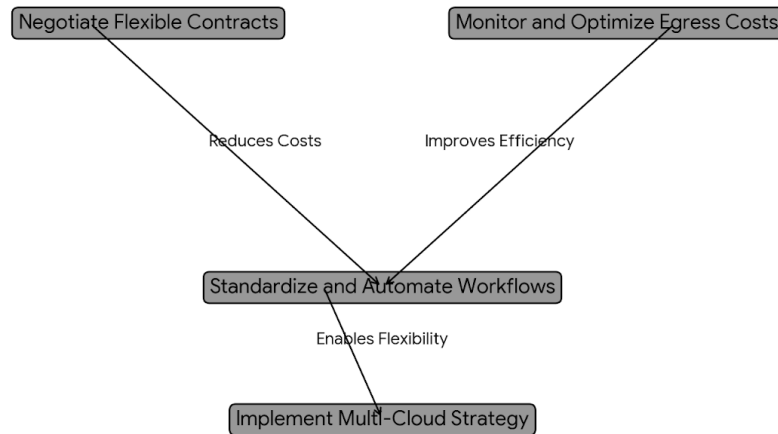 Negotiate Flexible Contracts
Monitor and Optimize Egress Costs
Reduces Costs
Improves Efficiency
Standardize and Automate Workflows
Enables Flexibility
Implement Multi-Cloud Strategy